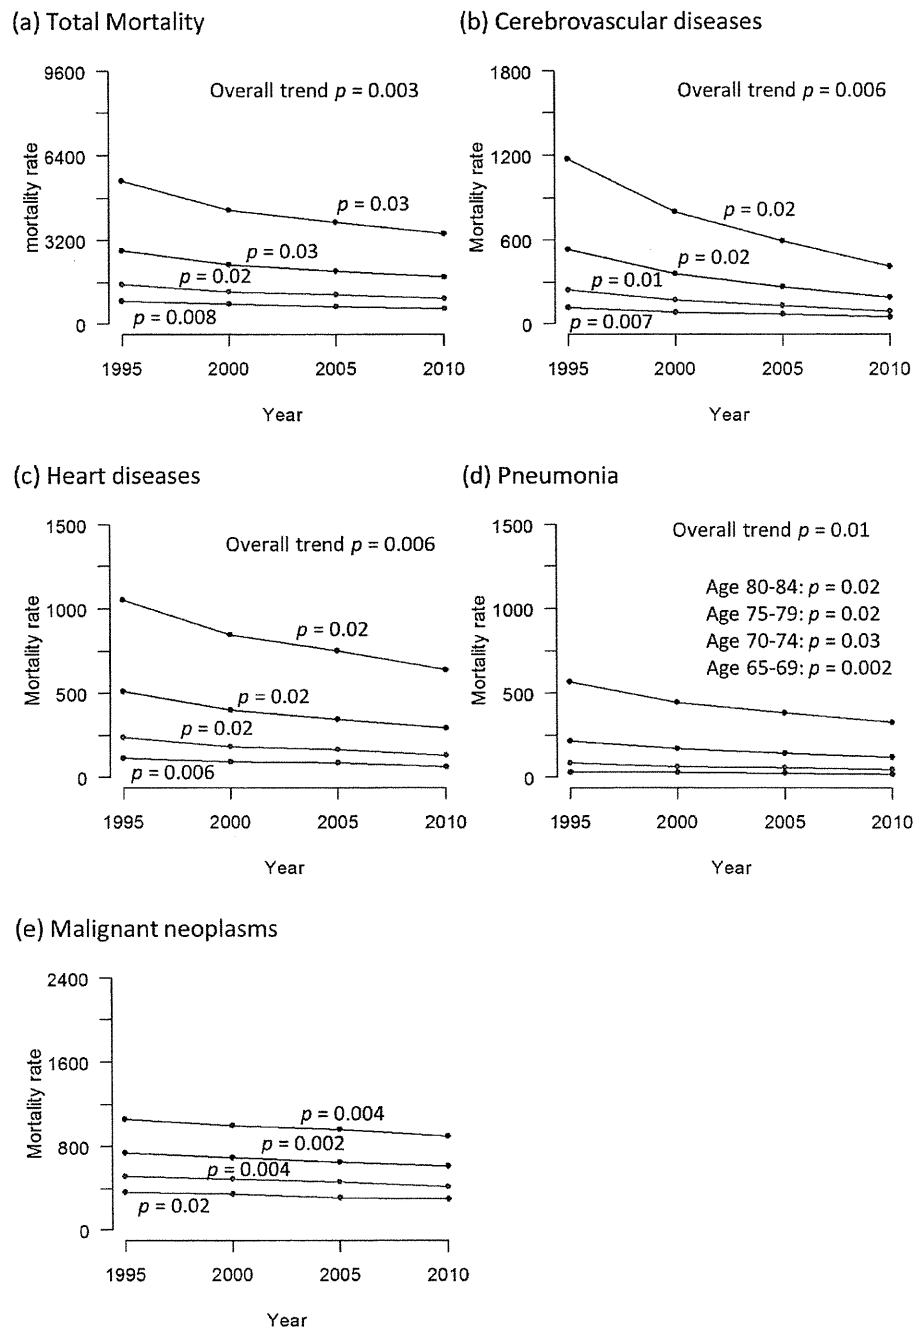 (a) Total Mortality
9600
6400
3200
0
mortality rate
Overall trend p = 0.003
p = 0.03
p = 0.03
p = 0.02
p = 0.008
1995 2000 2005 2010
Year
(b) Cerebrovascular diseases
1800
1200
600
0
Mortality rate
Overall trend p = 0.006
p = 0.02
p = 0.02
p = 0.01
p = 0.007
1995 2000 2005 2010
Year
(c) Heart diseases
1500
1000
500
0
Mortality rate
Overall trend p = 0.006
p = 0.02
p = 0.02
p = 0.02
p = 0.006
1995 2000 2005 2010
Year
(d) Pneumonia
1500
1000
500
0
Mortality rate
Overall trend p = 0.01
Age 80-84: p = 0.02
Age 75-79: p = 0.02
Age 70-74: p = 0.03
Age 65-69: p = 0.002
1995 2000 2005 2010
Year
(e) Malignant neoplasms
2400
1600
800
0
Mortality rate
p = 0.004
p = 0.002
p = 0.004
p = 0.02
1995 2000 2005 2010
Year